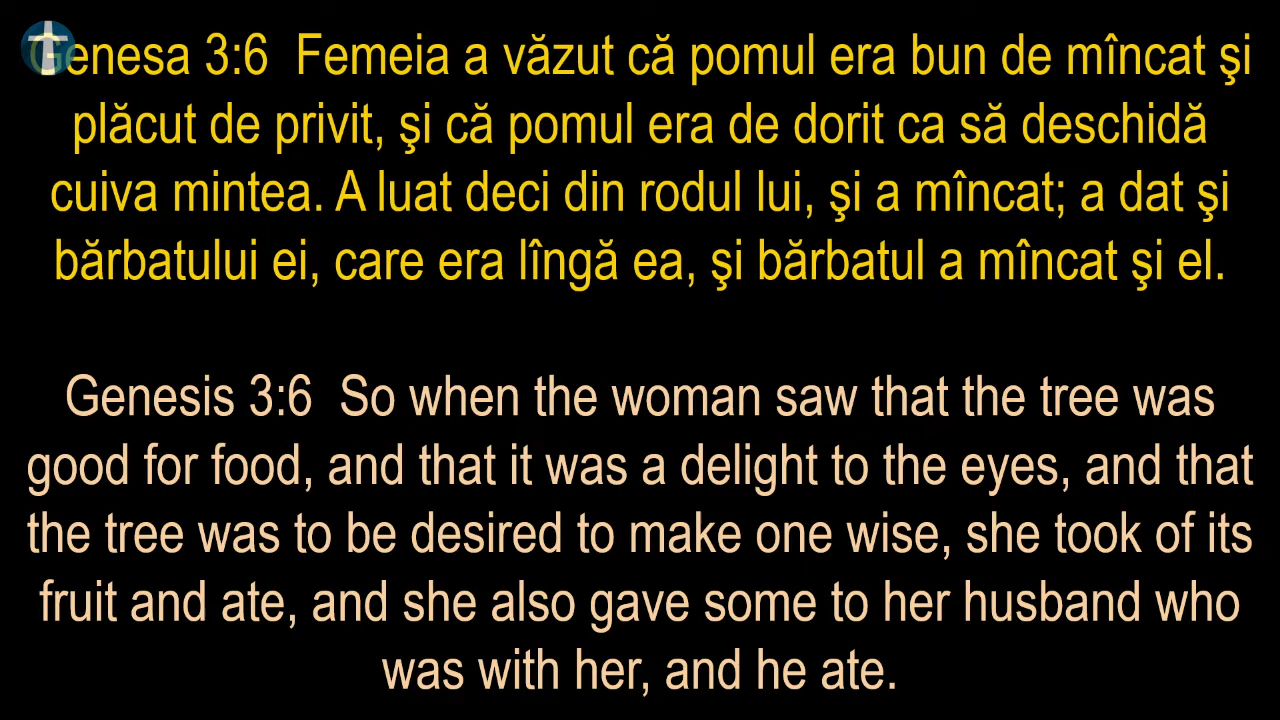 Genesa 3:6  Femeia a văzut că pomul era bun de mîncat şi
plăcut de privit, şi că pomul era de dorit ca să deschidă
cuiva mintea. A luat deci din rodul lui, şi a mîncat; a dat şi
bărbatului ei, care era lîngă ea, şi bărbatul a mîncat şi el.
Genesis 3:6  So when the woman saw that the tree was
good for food, and that it was a delight to the eyes, and that
the tree was to be desired to make one wise, she took of its
fruit and ate, and she also gave some to her husband who
was with her, and he ate.